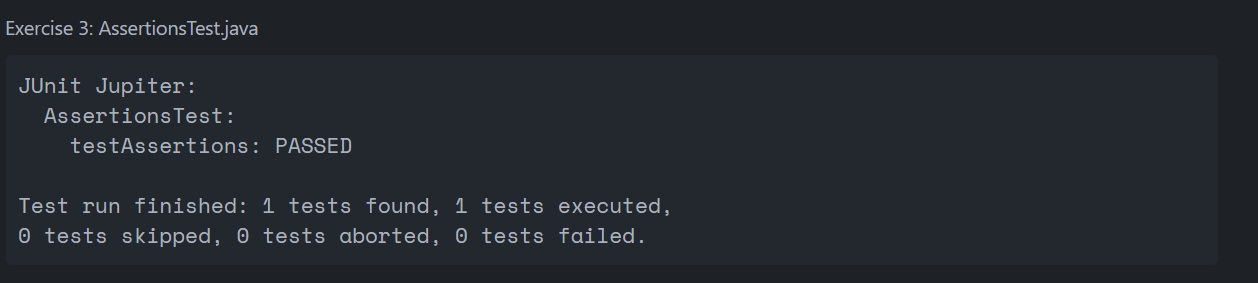 Exercise 3: AssertionsTest.java
JUnit Jupiter:
AssertionsTest:
testAssertions: PASSED
Test run finished: 1 tests found, 1 tests executed,
0 tests skipped, 0 tests aborted, 0 tests failed.